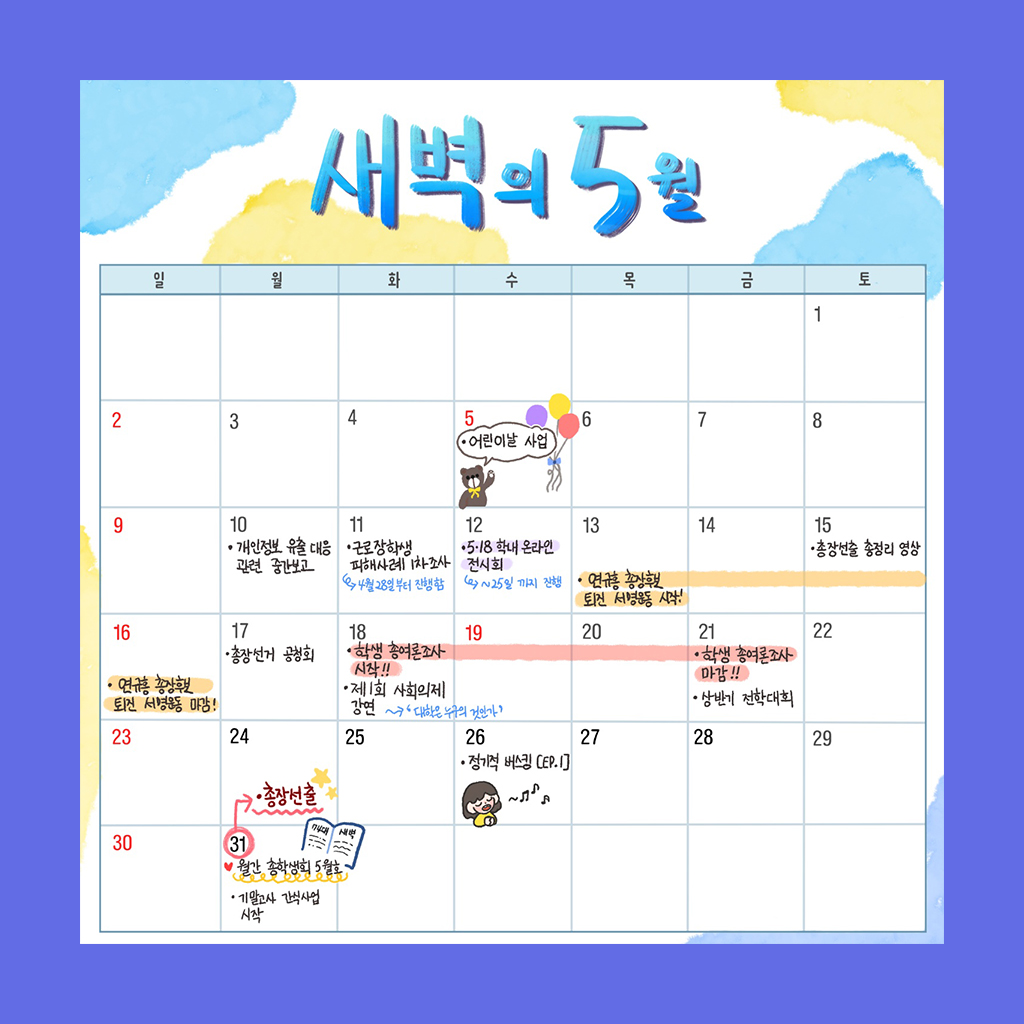 새벽의 5월
일 월 화 수 목 금 토
1
2
3
4
5
•어린이날 사업
6
7
8
9
10
•개인정보 유출 대응
관련 중간보고
11
•근로장학생
피해사례 1차조사
↪4월28일부터 진행함
12
•5·18 학내 온라인
전시회
↪~25일 까지 진행
13
•연규홍 총장후보
퇴진 서명운동 시작!
14
15
•총장선출 총정리 영상
16
•연규홍 총장후보
퇴진 서명운동 마감!
17
•총장선거 공청회
18
•학생 총여론조사
시작!!
•제1회 사회의제
강연 ~> '대학은 누구의 것인가'
19
20
21
•학생 총여론조사
마감!!
•상반기 전학대회
22
23
24
25
26
•정기적 버스킹 [EP.1]
27
28
29
30
•총장선출
31
74대 새벽
♥월간 총학생회 5월호
•기말고사 간식사업
시작